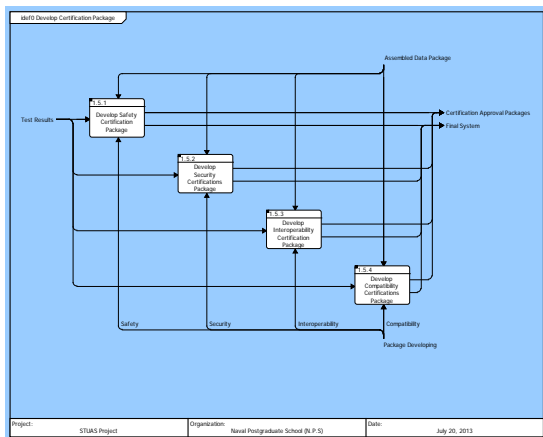 idef0 Develop Certification Package
Assembled Data Package
1.5.1
Develop Safety
Certification
Package
Test Results
Certification Approval Packages
Final System
1.5.2
Develop
Security
Certifications
Package
1.5.3
Develop
Interoperability
Certification
Package
1.5.4
Develop
Compatibility
Certifications
Package
Safety
Security
Interoperability
Compatibility
Package Developing
Project:
STUAS Project
Organization:
Naval Postgraduate School (N.P.S)
Date:
July 20, 2013